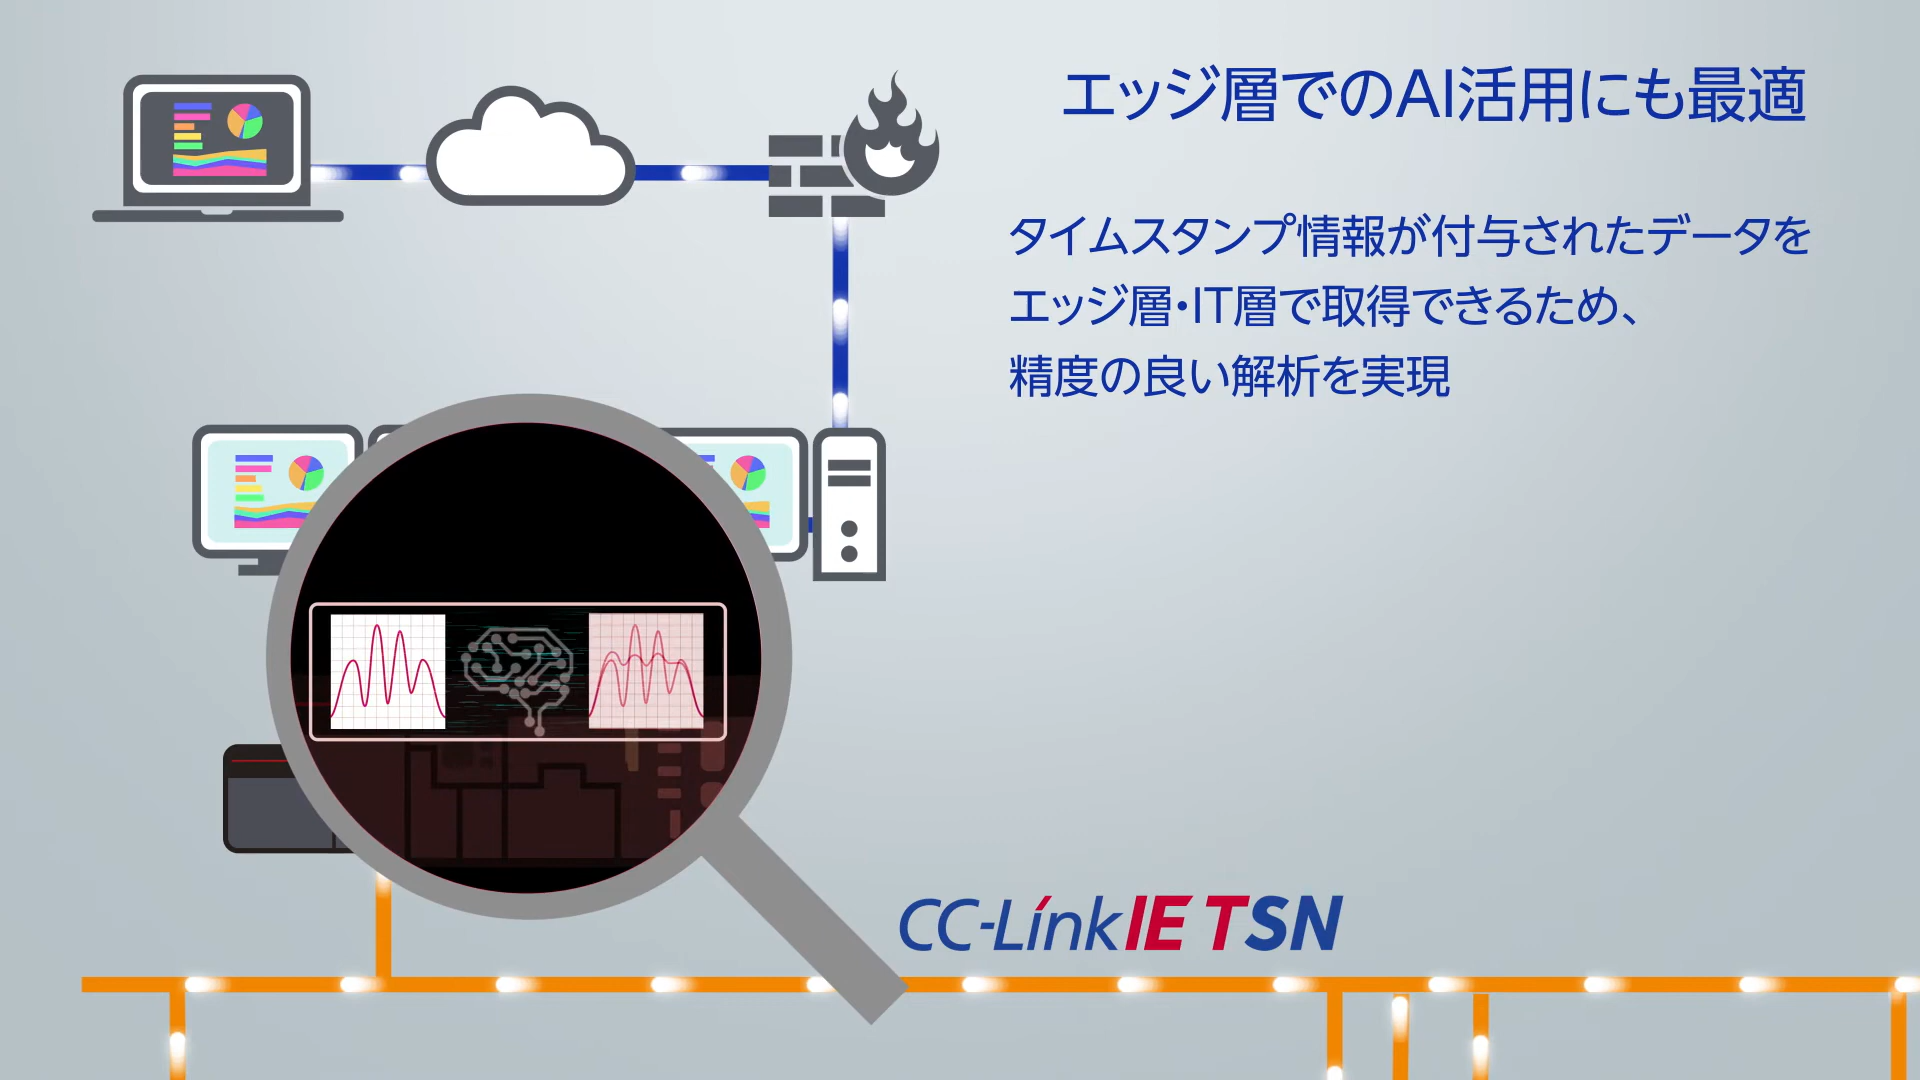 エッジ層でのAI活用にも最適
タイムスタンプ情報が付与されたデータを
エッジ層・IT層で取得できるため、
精度の良い解析を実現
CC-Link IE TSN